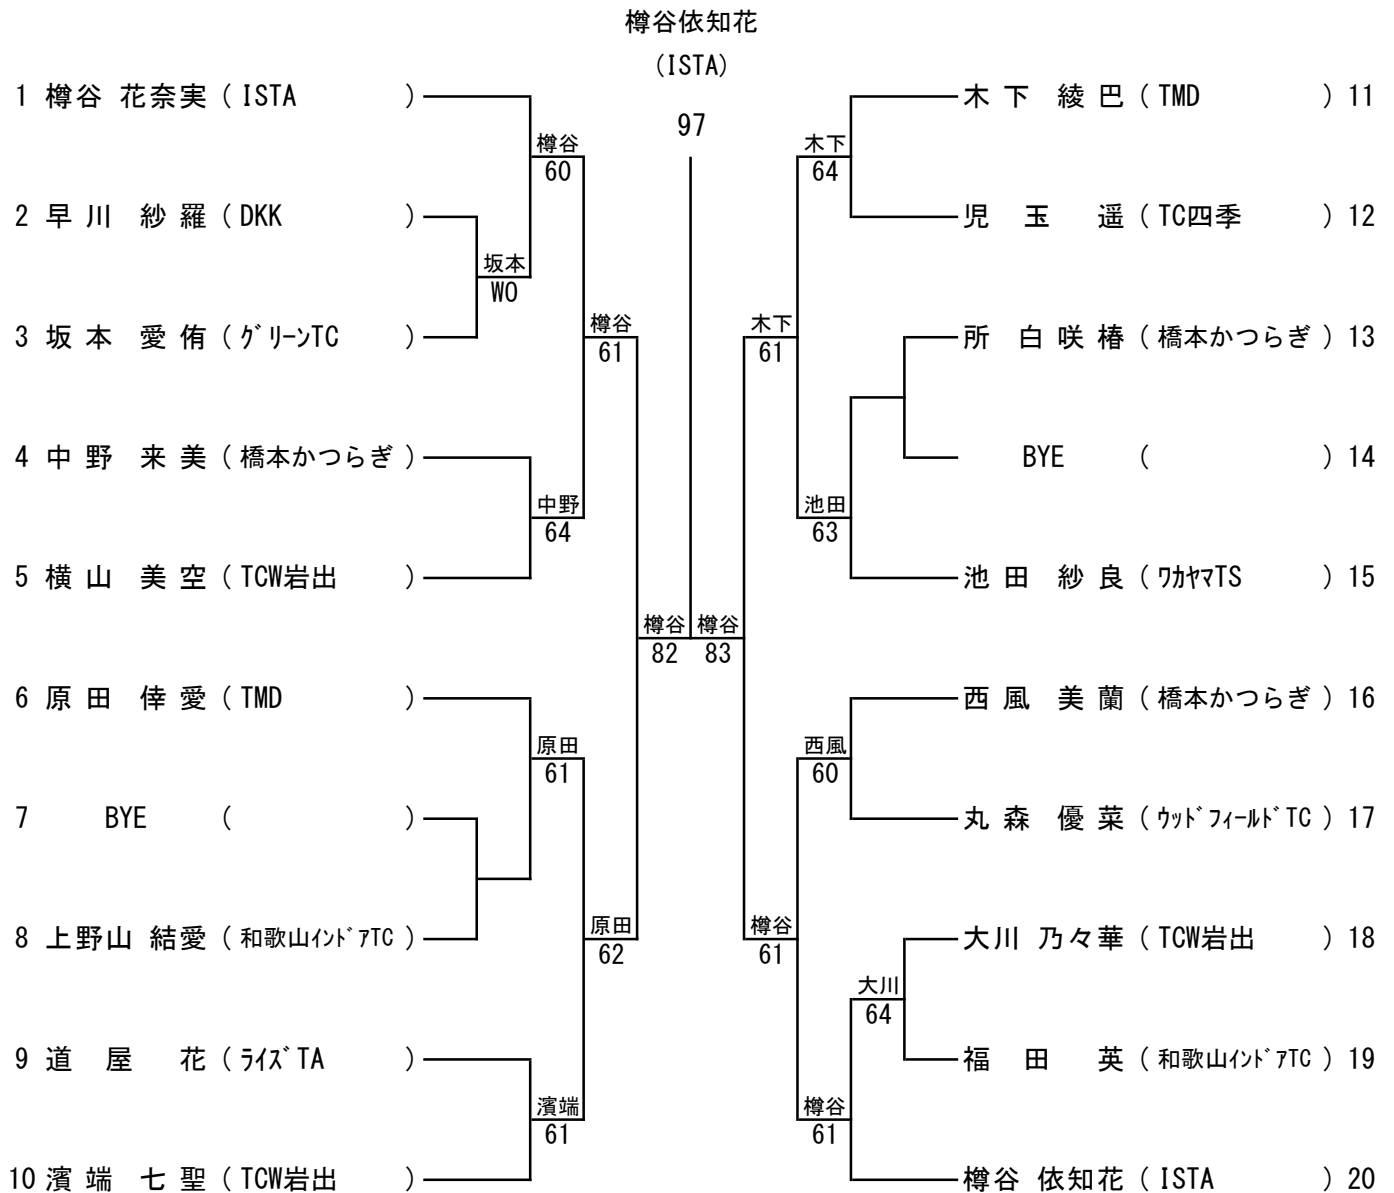 樽谷依知花
(ISTA)
97
1 樽谷 花奈実 ( ISTA )
樽谷
60
2 早川 紗羅 ( DKK )
坂本
WO
3 坂本 愛侑 ( グリーンTC )
樽谷
61
4 中野 来美 ( 橋本かつらぎ )
中野
64
5 横山 美空 ( TCW岩出 )
樽谷
82
6 原田 倖愛 ( TMD )
原田
61
7 BYE ( )
8 上野山 結愛 ( 和歌山インドアTC )
原田
62
9 道屋 花 ( ライズTA )
濱端
61
10 濱端 七聖 ( TCW岩出 )
木下 綾巴 ( TMD ) 11
木下
64
児玉 遥 ( TC四季 ) 12
木下
61
所 白咲椿 ( 橋本かつらぎ ) 13
BYE ( ) 14
池田
63
池田 紗良 ( ワカヤマTS ) 15
樽谷
83
西風 美蘭 ( 橋本かつらぎ ) 16
西風
60
丸森 優菜 ( ウッドフィールドTC ) 17
樽谷
61
大川 乃々華 ( TCW岩出 ) 18
大川
64
福田 英 ( 和歌山インドアTC ) 19
樽谷
61
樽谷 依知花 ( ISTA ) 20